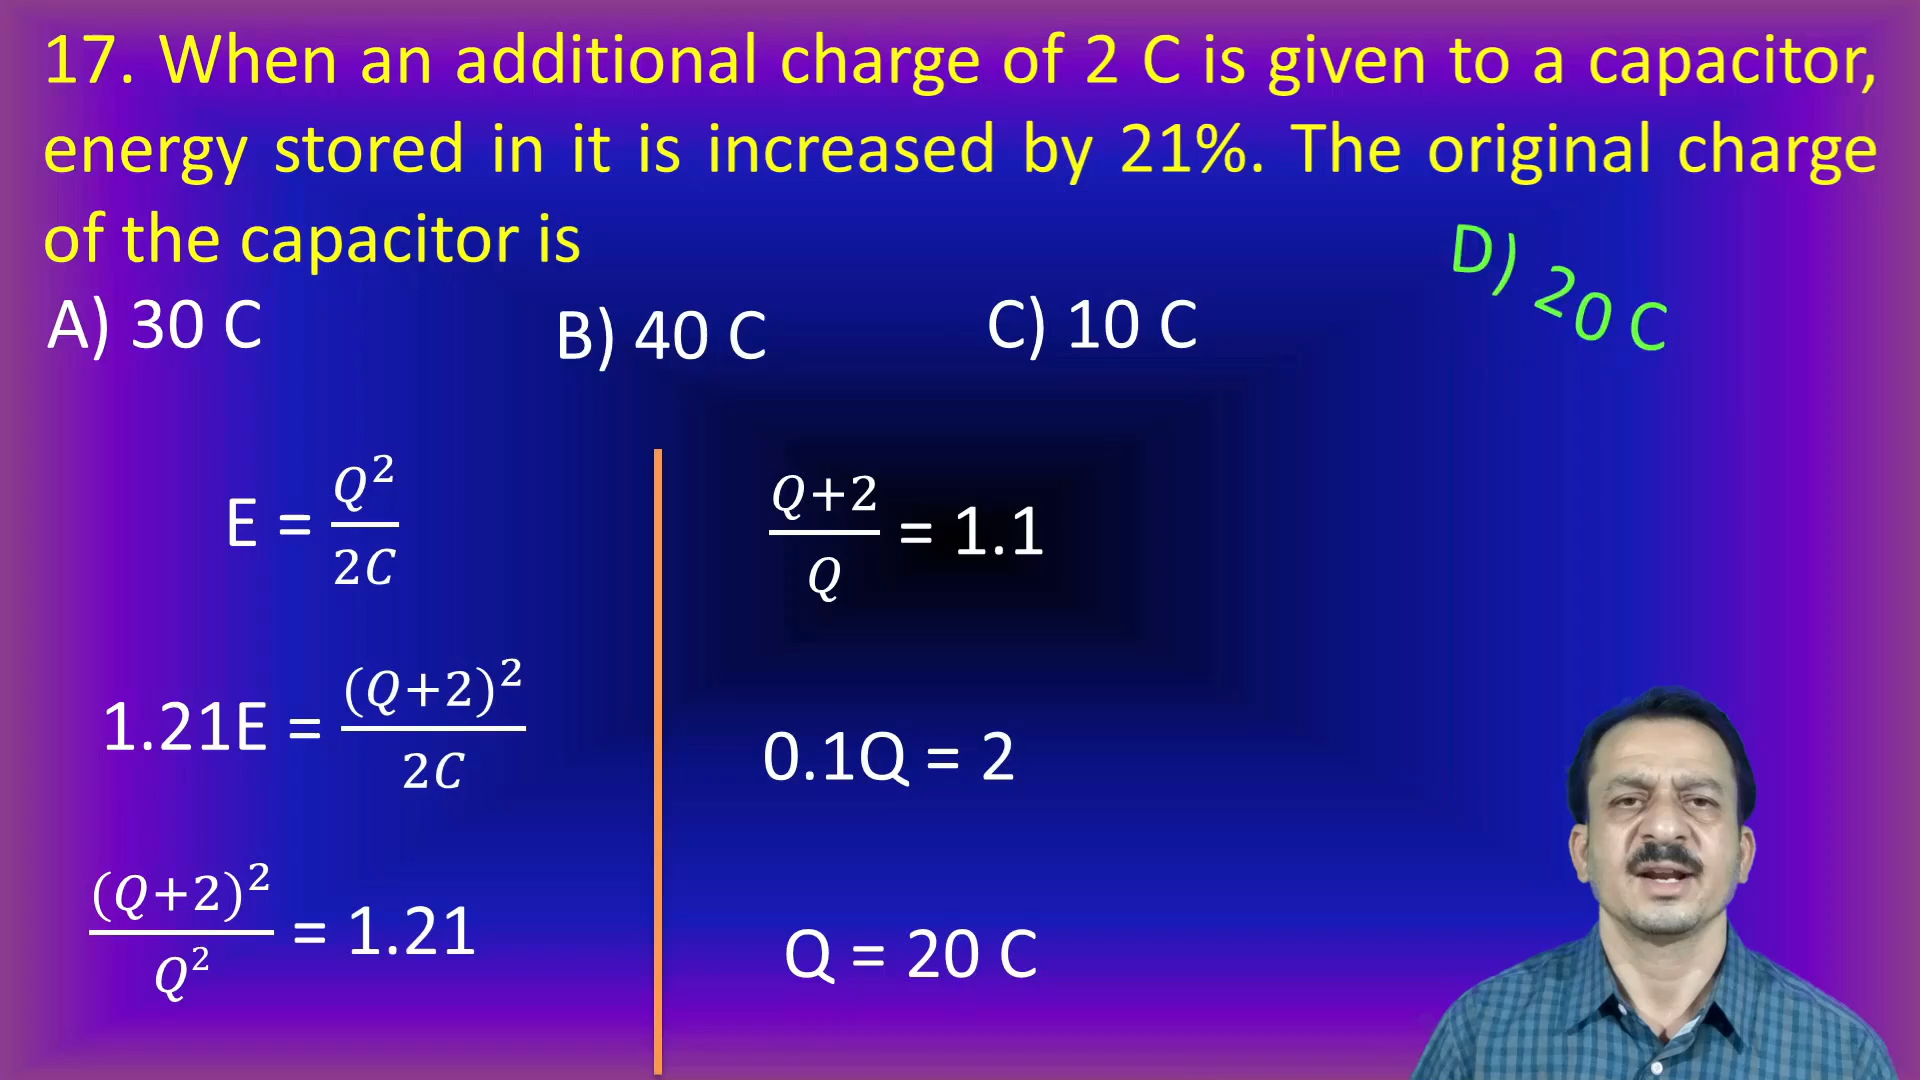 17. When an additional charge of 2 C is given to a capacitor,
energy stored in it is increased by 21%. The original charge
of the capacitor is
A) 30 C B) 40 C C) 10 C D) 20 C
E = Q²/2C
1.21E = (Q+2)²/2C
(Q+2)²/Q² = 1.21
Q+2/Q = 1.1
0.1Q = 2
Q = 20 C